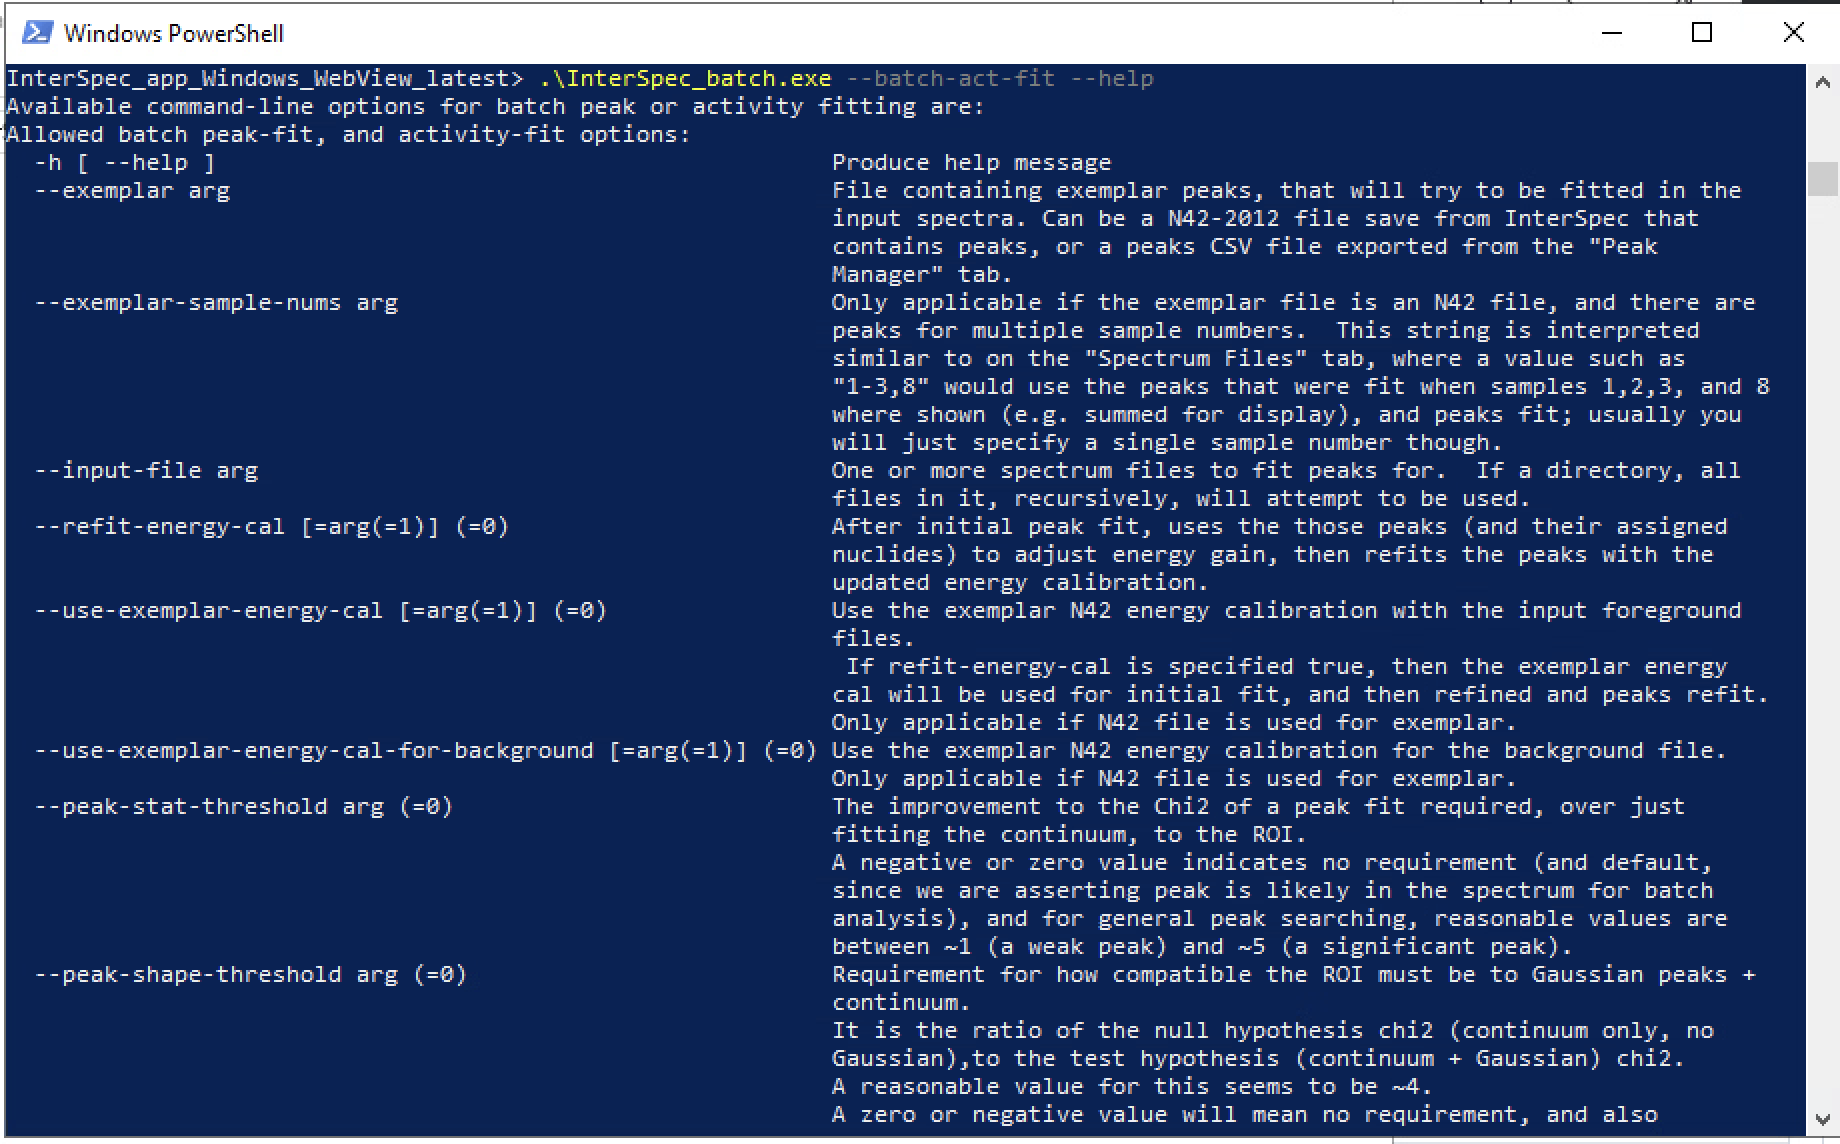 Windows PowerShell
InterSpec_app_Windows_WebView_latest> .\InterSpec_batch.exe --batch-act-fit --help
Available command-line options for batch peak or activity fitting are:
Allowed batch peak-fit, and activity-fit options:
  -h [ --help ] Produce help message
  --exemplar arg File containing exemplar peaks, that will try to be fitted in the
input spectra. Can be a N42-2012 file save from InterSpec that
contains peaks, or a peaks CSV file exported from the "Peak
Manager" tab.
  --exemplar-sample-nums arg Only applicable if the exemplar file is an N42 file, and there are
peaks for multiple sample numbers.  This string is interpreted
similar to on the "Spectrum Files" tab, where a value such as
"1-3,8" would use the peaks that were fit when samples 1,2,3, and 8
where shown (e.g. summed for display), and peaks fit; usually you
will just specify a single sample number though.
  --input-file arg One or more spectrum files to fit peaks for.  If a directory, all
files in it, recursively, will attempt to be used.
  --refit-energy-cal [=arg(=1)] (=0) After initial peak fit, uses the those peaks (and their assigned
nuclides) to adjust energy gain, then refits the peaks with the
updated energy calibration.
  --use-exemplar-energy-cal [=arg(=1)] (=0) Use the exemplar N42 energy calibration with the input foreground
files.
 If refit-energy-cal is specified true, then the exemplar energy
cal will be used for initial fit, and then refined and peaks refit.
Only applicable if N42 file is used for exemplar.
  --use-exemplar-energy-cal-for-background [=arg(=1)] (=0) Use the exemplar N42 energy calibration for the background file.
Only applicable if N42 file is used for exemplar.
  --peak-stat-threshold arg (=0) The improvement to the Chi2 of a peak fit required, over just
fitting the continuum, to the ROI.
A negative or zero value indicates no requirement (and default,
since we are asserting peak is likely in the spectrum for batch
analysis), and for general peak searching, reasonable values are
between ~1 (a weak peak) and ~5 (a significant peak).
  --peak-shape-threshold arg (=0) Requirement for how compatible the ROI must be to Gaussian peaks +
continuum.
It is the ratio of the null hypothesis chi2 (continuum only, no
Gaussian),to the test hypothesis (continuum + Gaussian) chi2.
A reasonable value for this seems to be ~4.
A zero or negative value will mean no requirement, and also